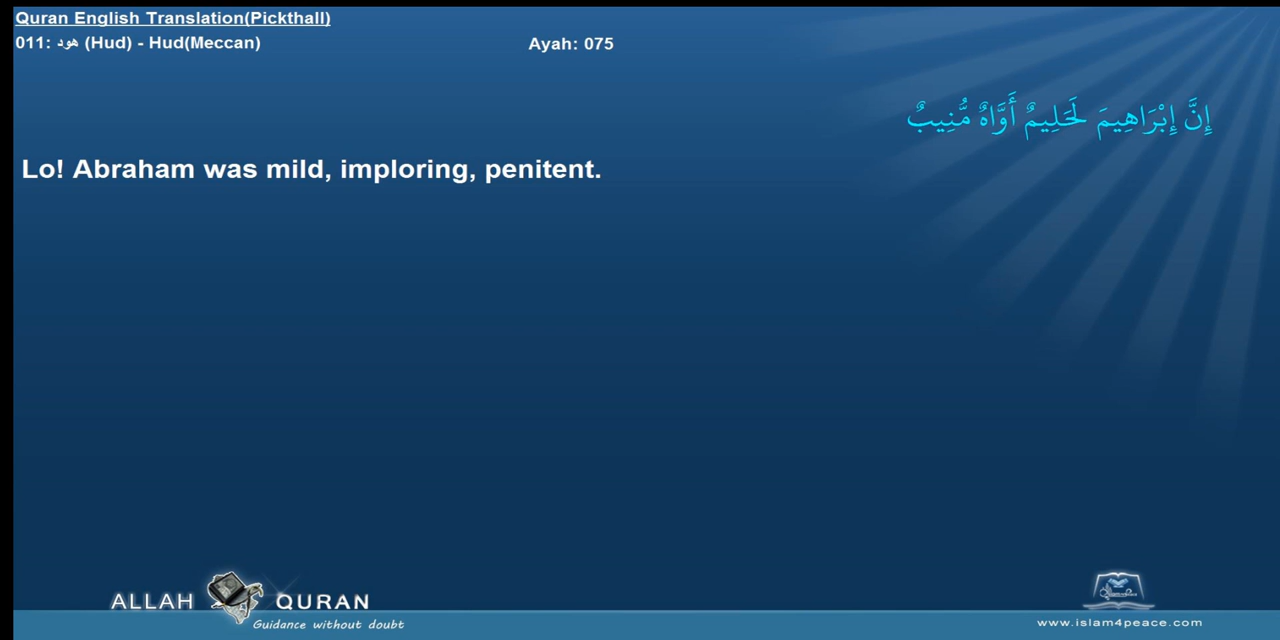 Quran English Translation(Pickthall)
011: هود (Hud) - Hud(Meccan)
Ayah: 075
إِنَّ إِبْرَاهِيمَ لَحَلِيمٌ أَوَّاهٌ مُّنِيبٌ
Lo! Abraham was mild, imploring, penitent.
ALLAH QURAN
Guidance without doubt
www.islam4peace.com